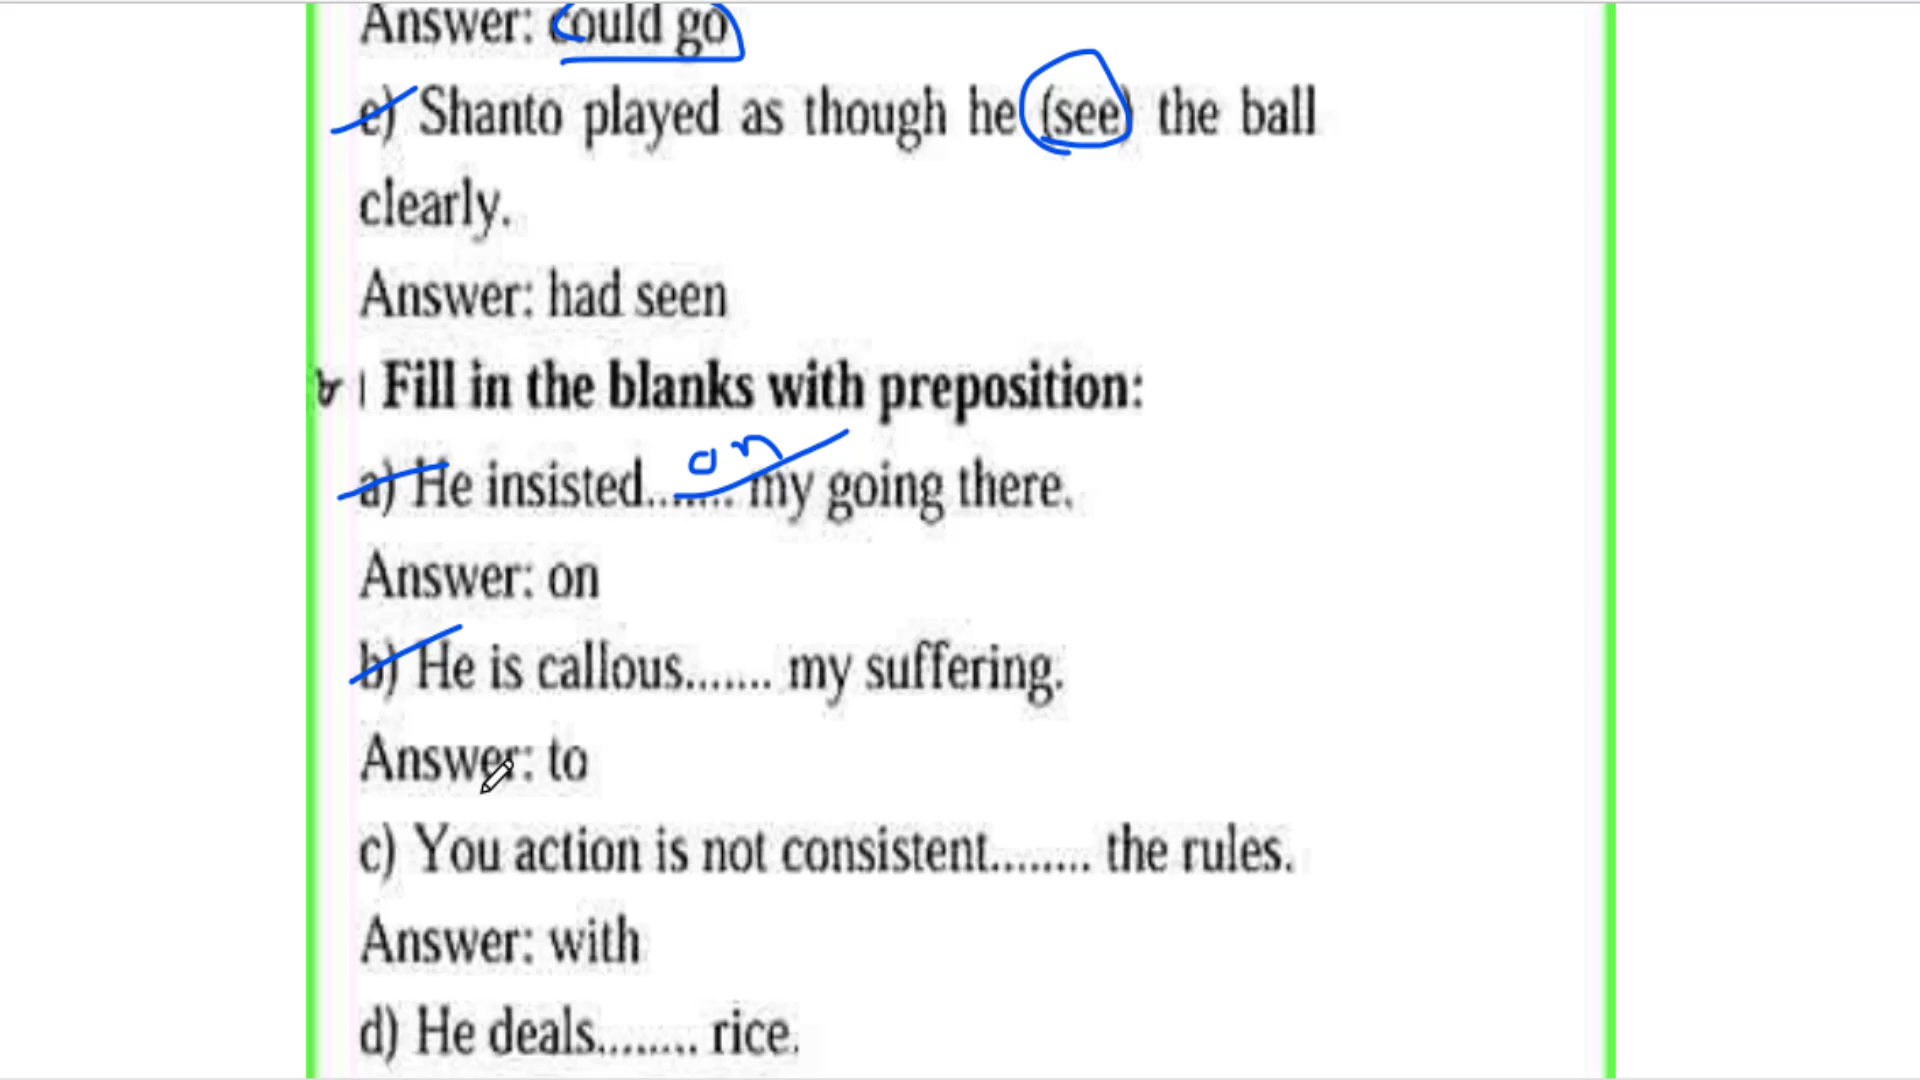 Answer: could go
e) Shanto played as though he (see) the ball
clearly.
Answer: had seen
Fill in the blanks with preposition:
on
a) He insisted....... my going there.
Answer: on
b) He is callous....... my suffering.
Answer: to
c) You action is not consistent........ the rules.
Answer: with
d) He deals........ rice.